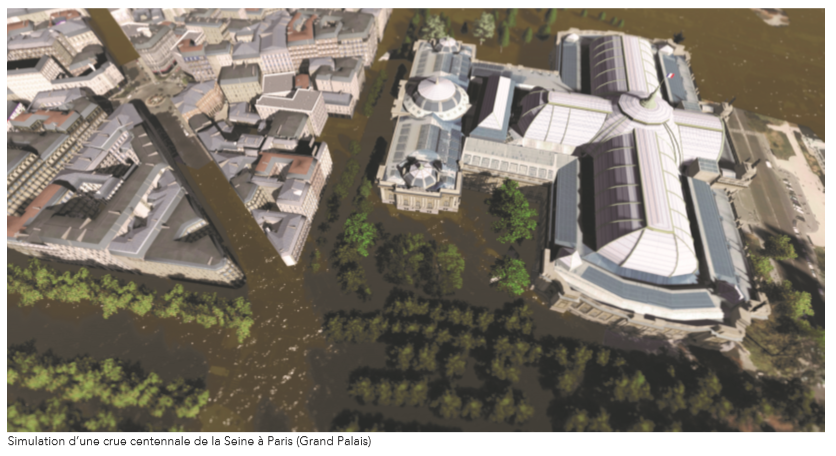 Simulation d'une crue centennale de la Seine à Paris (Grand Palais)